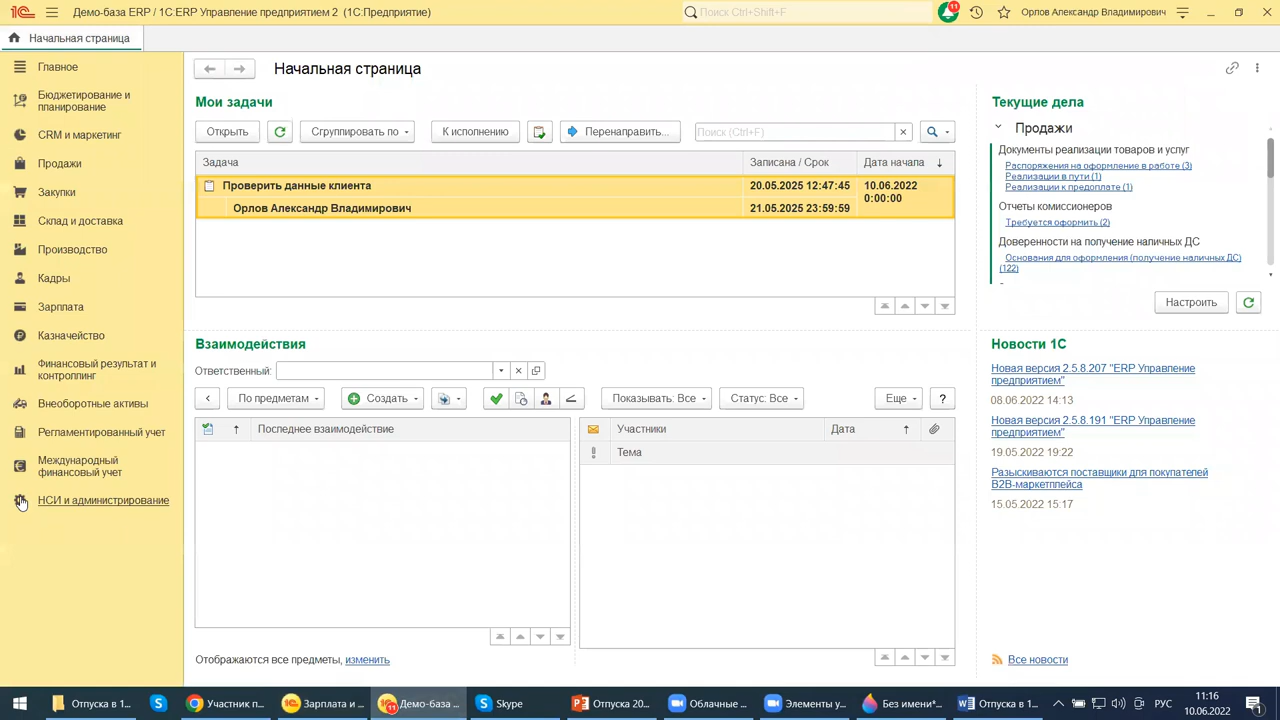 Демо-база ERP / 1С:ERP Управление предприятием 2 (1С:Предприятие)
Поиск Ctrl+Shift+F
11
Орлов Александр Владимирович
Начальная страница
Главное
Бюджетирование и
планирование
CRM и маркетинг
Продажи
Закупки
Склад и доставка
Производство
Кадры
Зарплата
Казначейство
Финансовый результат и
контроллинг
Внеоборотные активы
Регламентированный учет
Международный
финансовый учет
НСИ и администрирование
Начальная страница
Мои задачи
Открыть
Сгруппировать по
К исполнению
Перенаправить...
Поиск (Ctrl+F)
Задача
Записана / Срок
Дата начала
Проверить данные клиента
20.05.2025 12:47:45
10.06.2022
0:00:00
Орлов Александр Владимирович
21.05.2025 23:59:59
Взаимодействия
Ответственный:
По предметам
Создать
Показывать: Все
Статус: Все
Еще
?
Последнее взаимодействие
Участники
Дата
Тема
Отображаются все предметы, изменить
Текущие дела
Продажи
Документы реализации товаров и услуг
Распоряжения на оформление в работе (3)
Реализации в пути (1)
Реализации к предоплате (1)
Отчеты комиссионеров
Требуется оформить (2)
Доверенности на получение наличных ДС
Основания для оформления (получение наличных ДС)
(122)
Настроить
Новости 1С
Новая версия 2.5.8.207 "ERP Управление
предприятием"
08.06.2022 14:13
Новая версия 2.5.8.191 "ERP Управление
предприятием"
19.05.2022 19:22
Разыскиваются поставщики для покупателей
B2B-маркетплейса
15.05.2022 15:17
Все новости
Отпуска в 1...
Участник п...
Зарплата и ...
11
Демо-база ...
Skype
Отпуска 20...
Облачные ...
Элементы у...
Без имени*...
Отпуска в 1...
РУС
11:16
10.06.2022
1